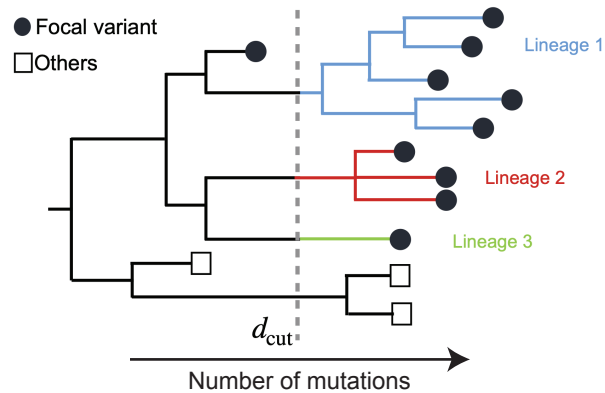 Focal variant
Others
Lineage 1
Lineage 2
Lineage 3
dcut
Number of mutations